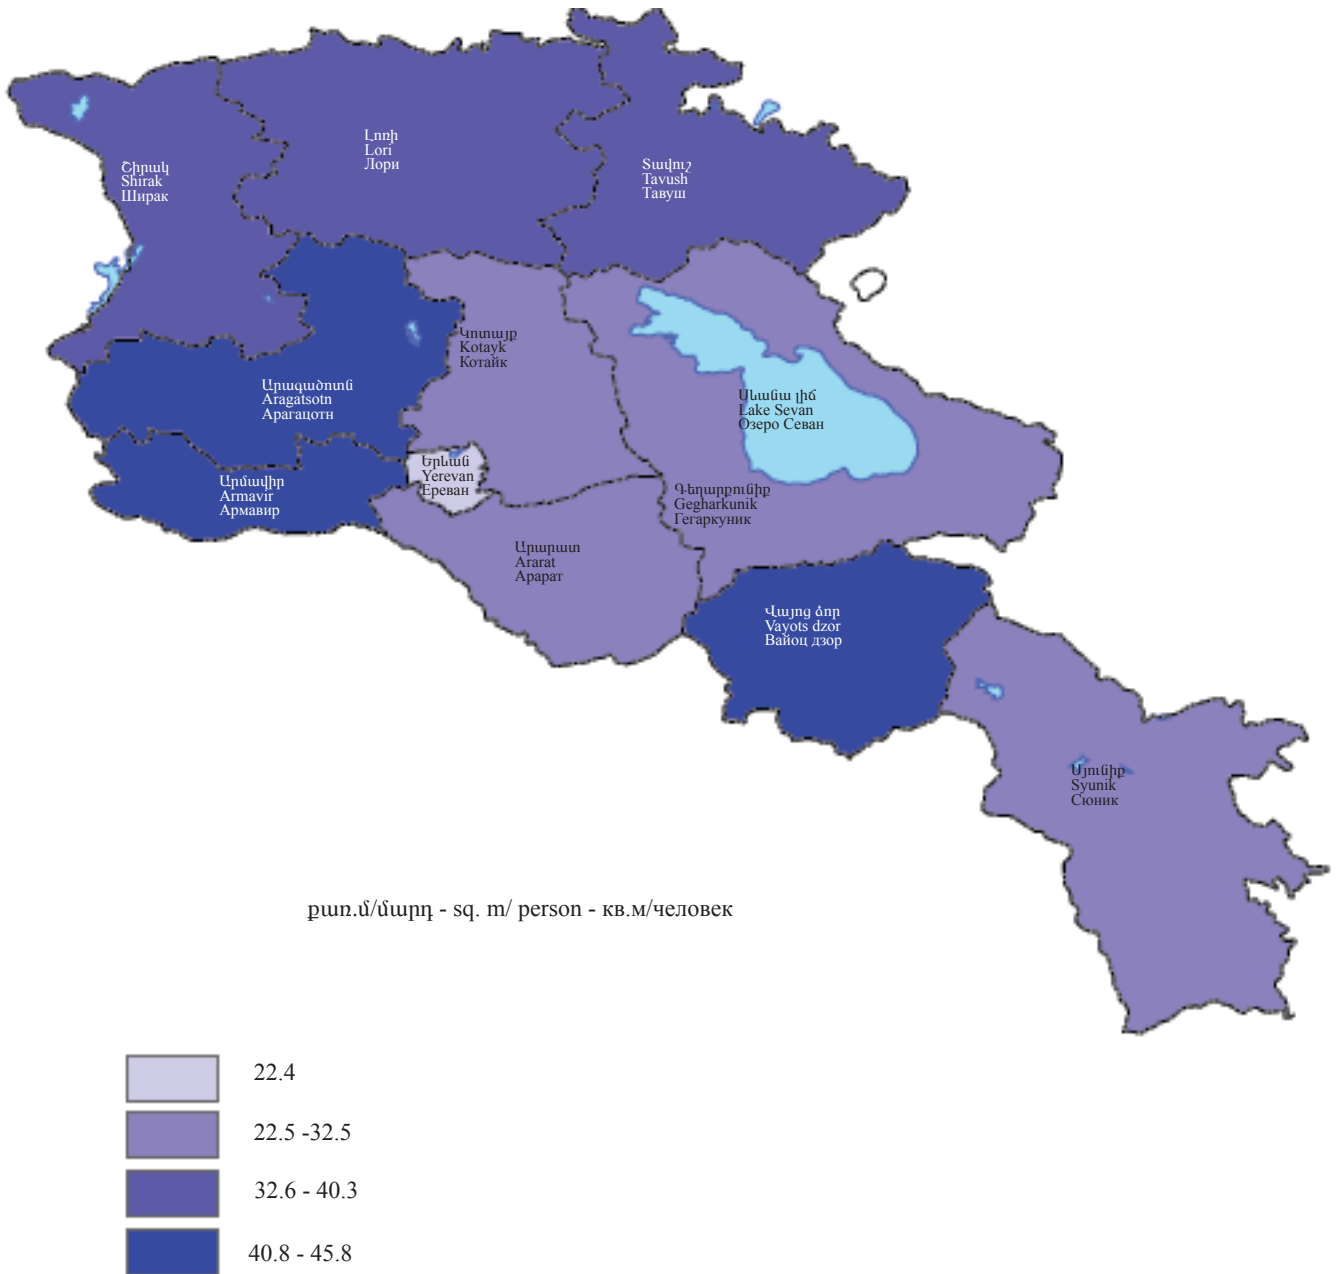 Լոռի
Lori
Лори
Շիրակ
Shirak
Ширак
Տավուշ
Tavush
Тавуш
Կոտայք
Kotayk
Котайк
Արագածոտն
Aragatsotn
Арагацотн
Սևանա լիճ
Lake Sevan
Озеро Севан
Երևան
Yerevan
Ереван
Արմավիր
Armavir
Армавир
Գեղարքունիք
Gegharkunik
Гегаркуник
Արարատ
Ararat
Арарат
Վայոց ձոր
Vayots dzor
Вайоц дзор
Սյունիք
Syunik
Сюник
քառ.մ/մարդ - sq. m/ person - кв.м/человек
22.4
22.5 -32.5
32.6 - 40.3
40.8 - 45.8